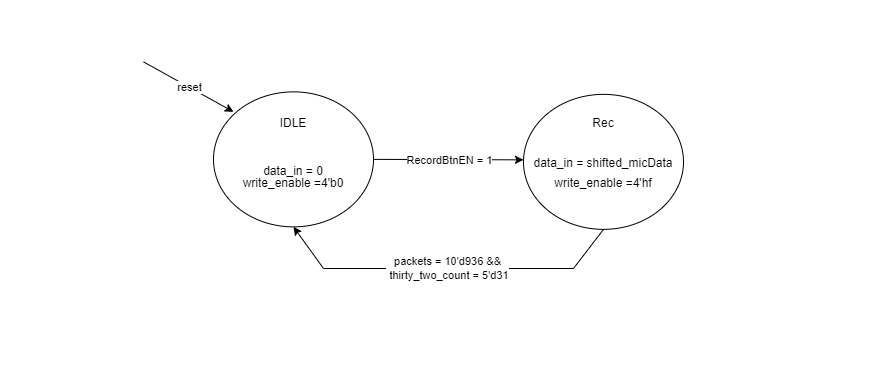 reset
IDLE
data_in = 0
write_enable =4'b0
RecordBtnEN = 1
Rec
data_in = shifted_micData
write_enable =4'hf
packets = 10'd936 &&
thirty_two_count = 5'd31